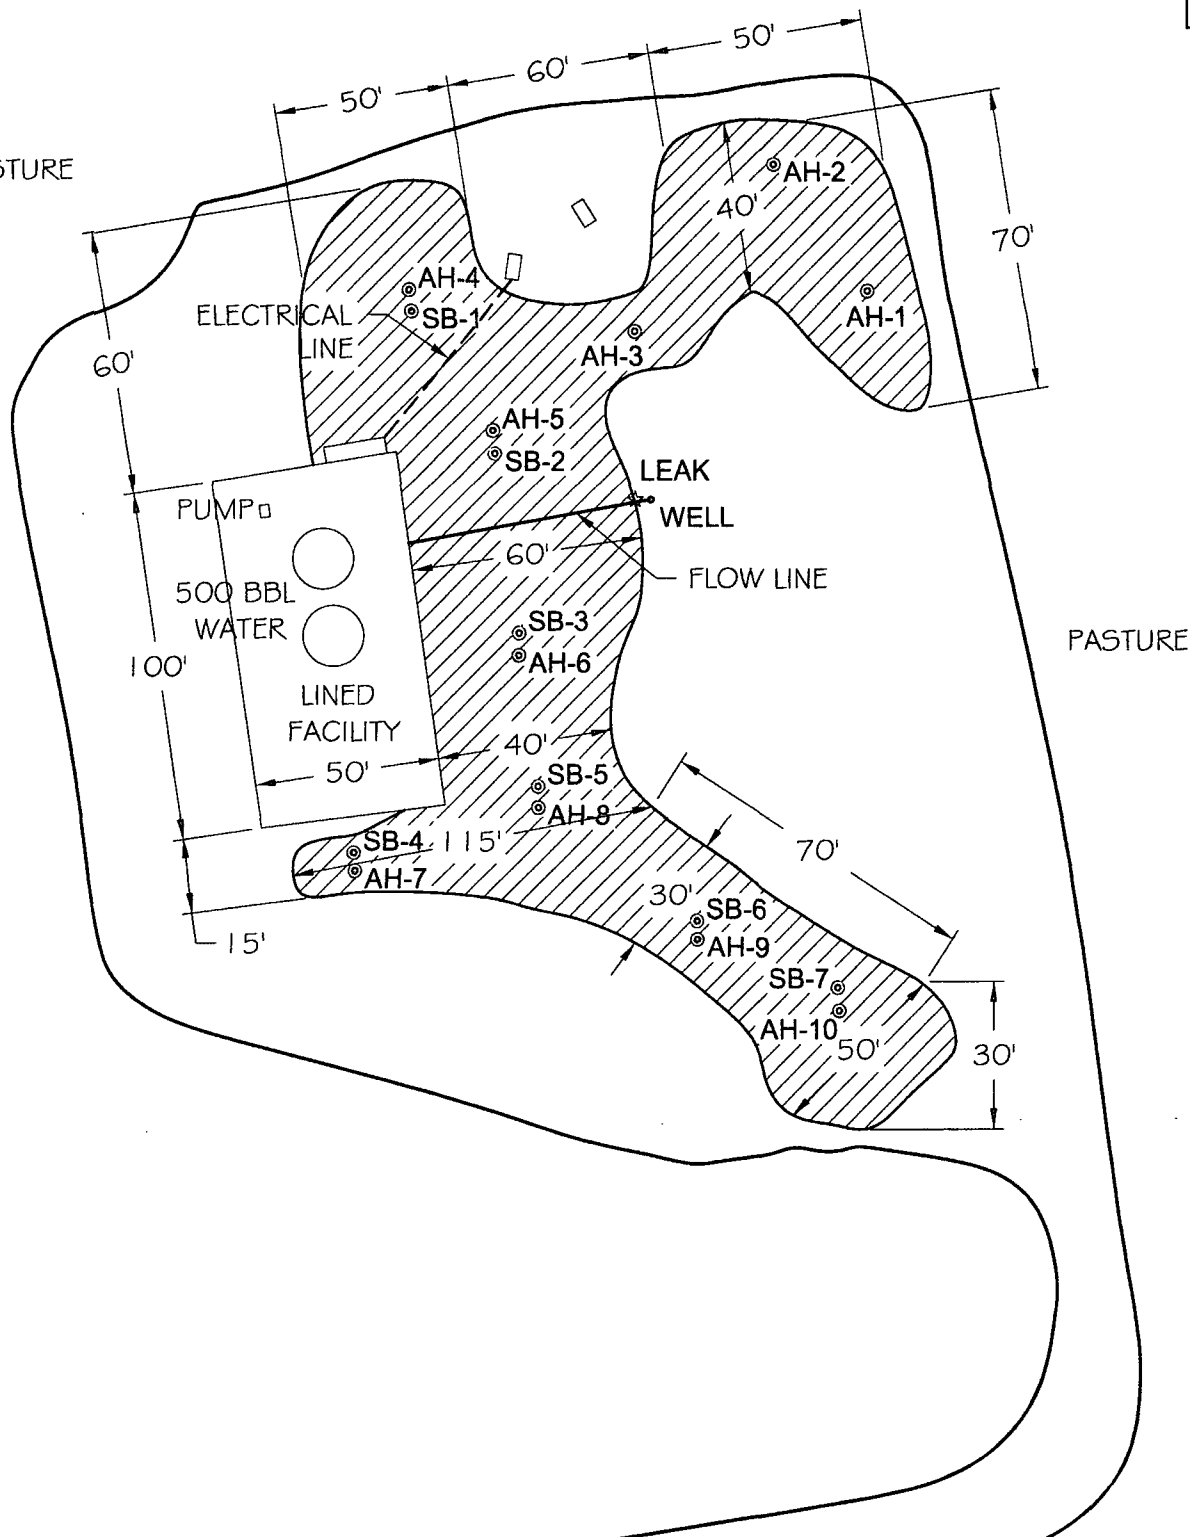 50'
60'
50'
STURE
AH-2
40'
70'
AH-4
SB-1
ELECTRICAL
LINE
AH-1
AH-3
60'
AH-5
SB-2
LEAK
WELL
PUMP
60'
FLOW LINE
500 BBL
WATER
SB-3
AH-6
PASTURE
100'
LINED
FACILITY
40'
50'
SB-5
AH-8
SB-4
115'
70'
AH-7
30'
SB-6
AH-9
15'
SB-7
AH-10
50'
30'